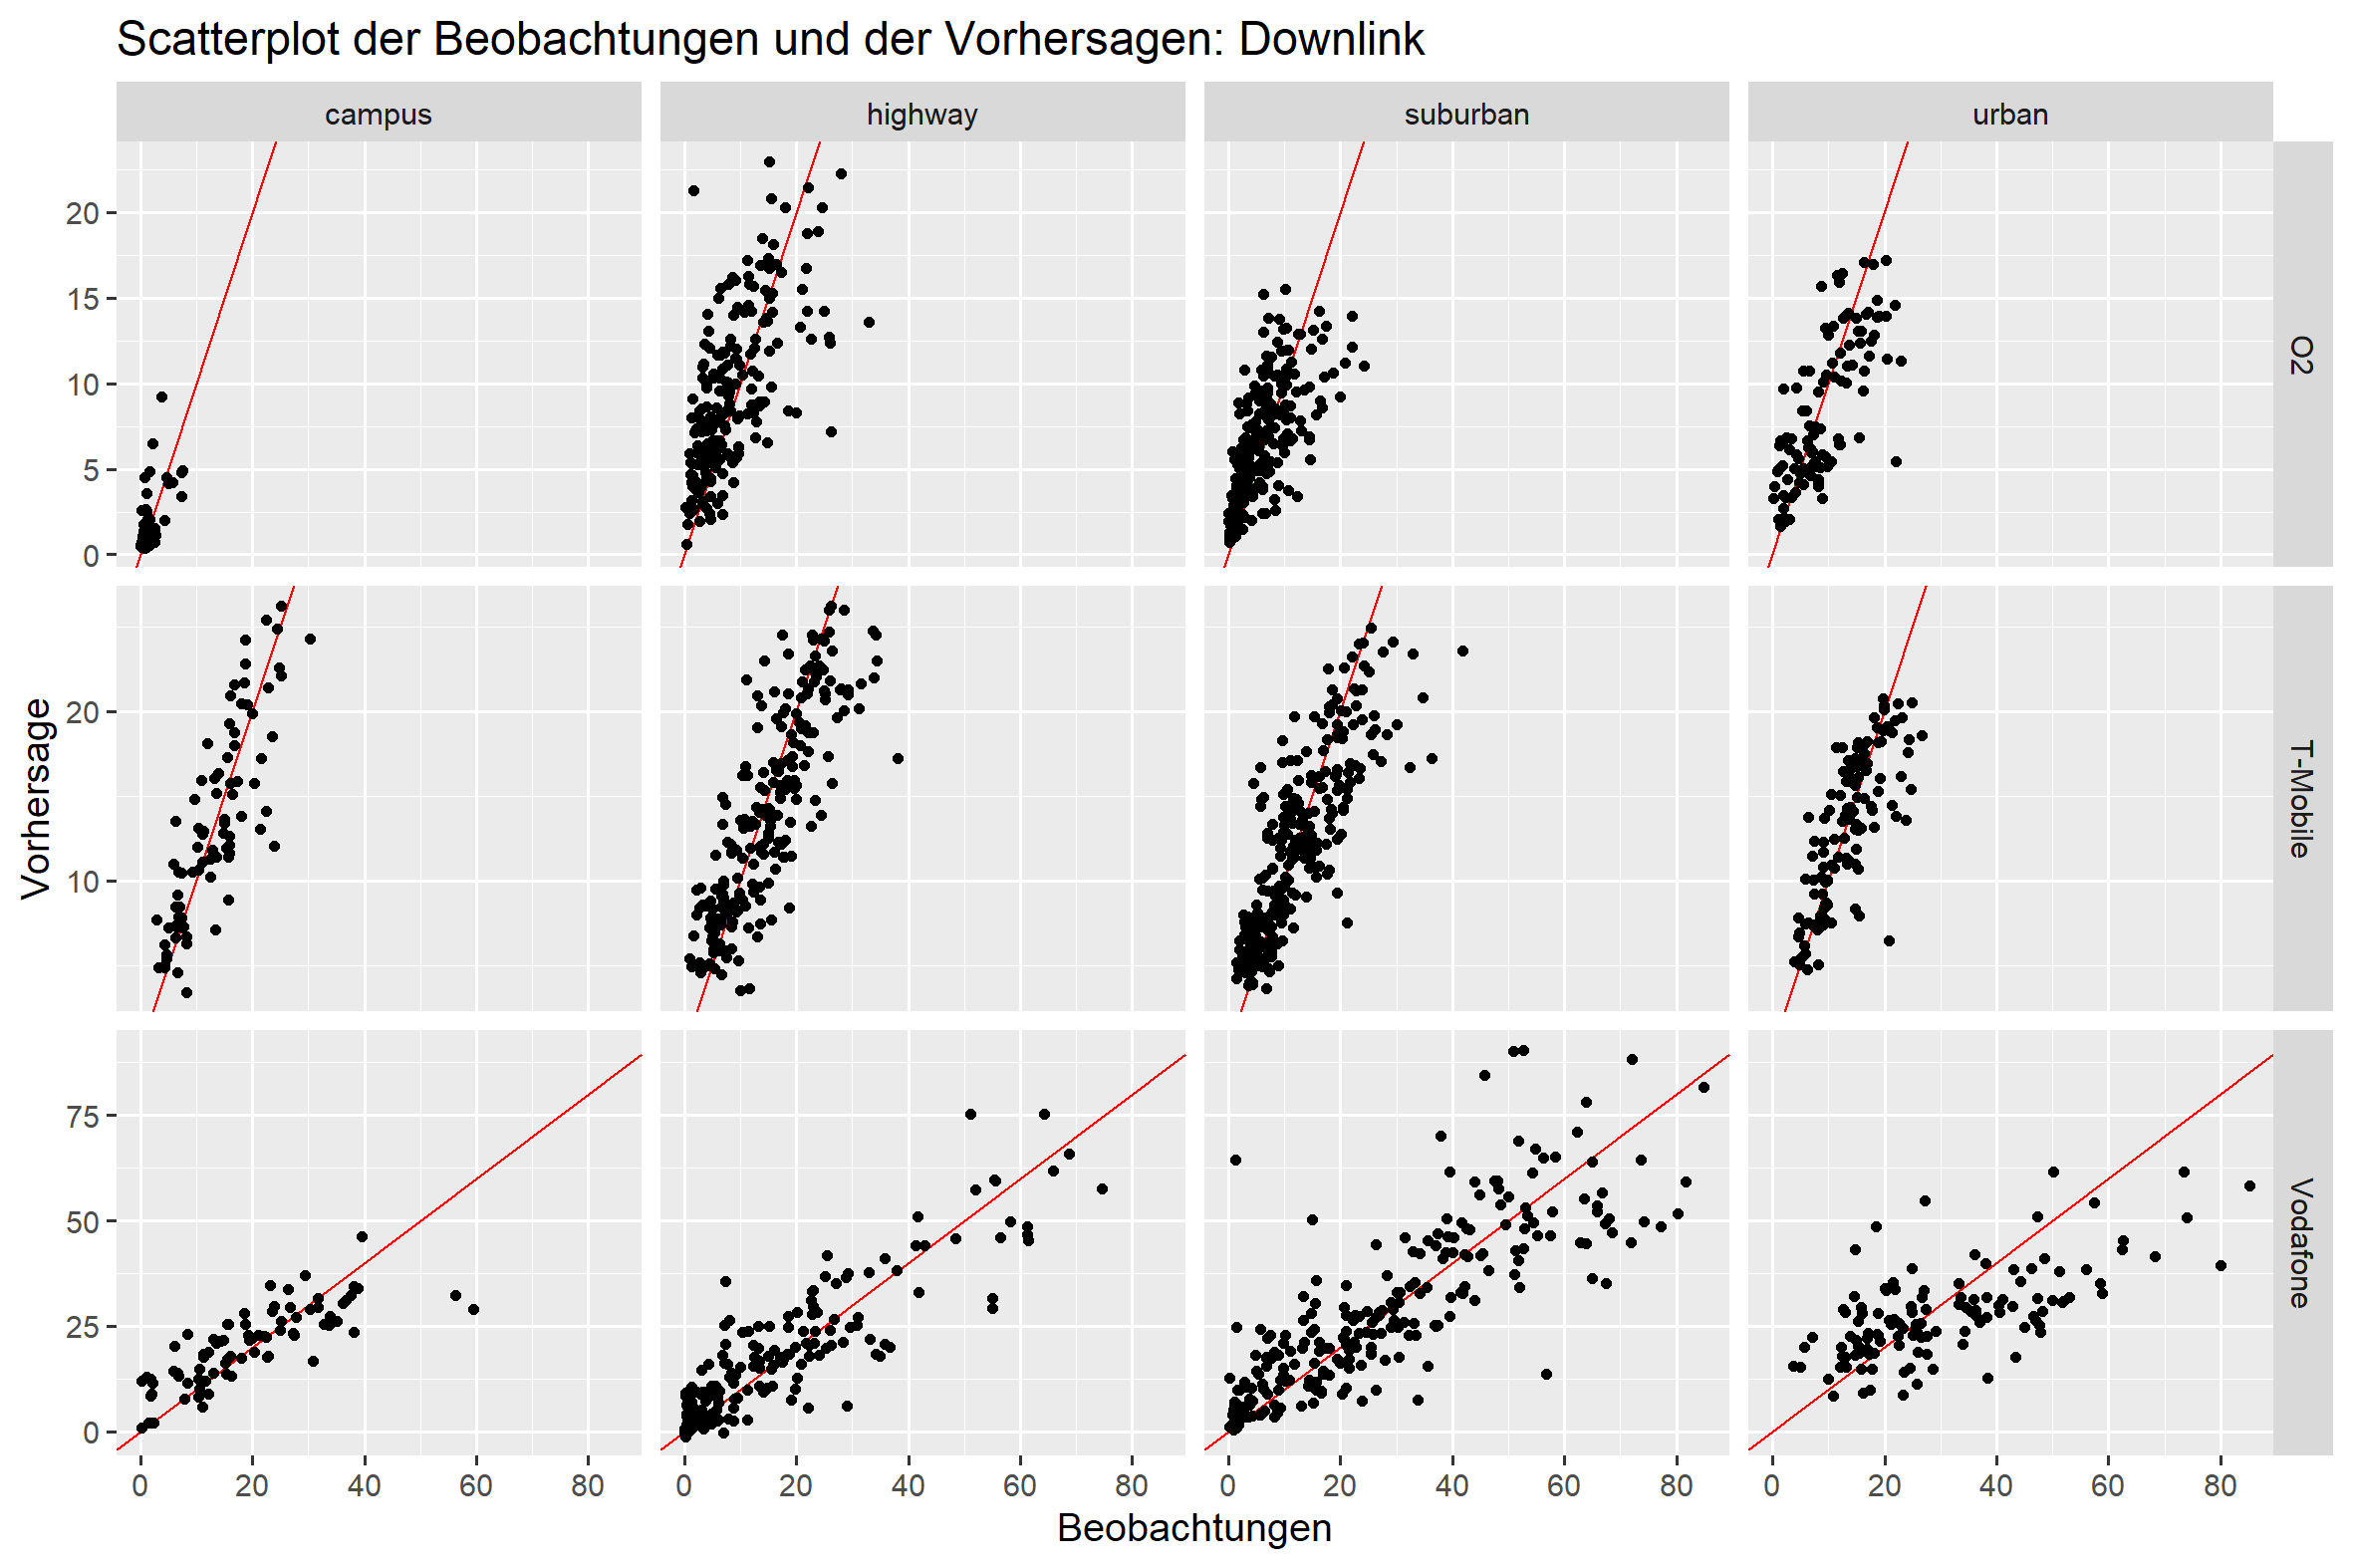 Scatterplot der Beobachtungen und der Vorhersagen: Downlink
campus highway suburban urban
20
15
10
5
0
O2
20
10
T-Mobile
75
50
25
0
Vodafone
Vorhersage
0 20 40 60 80 0 20 40 60 80 0 20 40 60 80 0 20 40 60 80
Beobachtungen